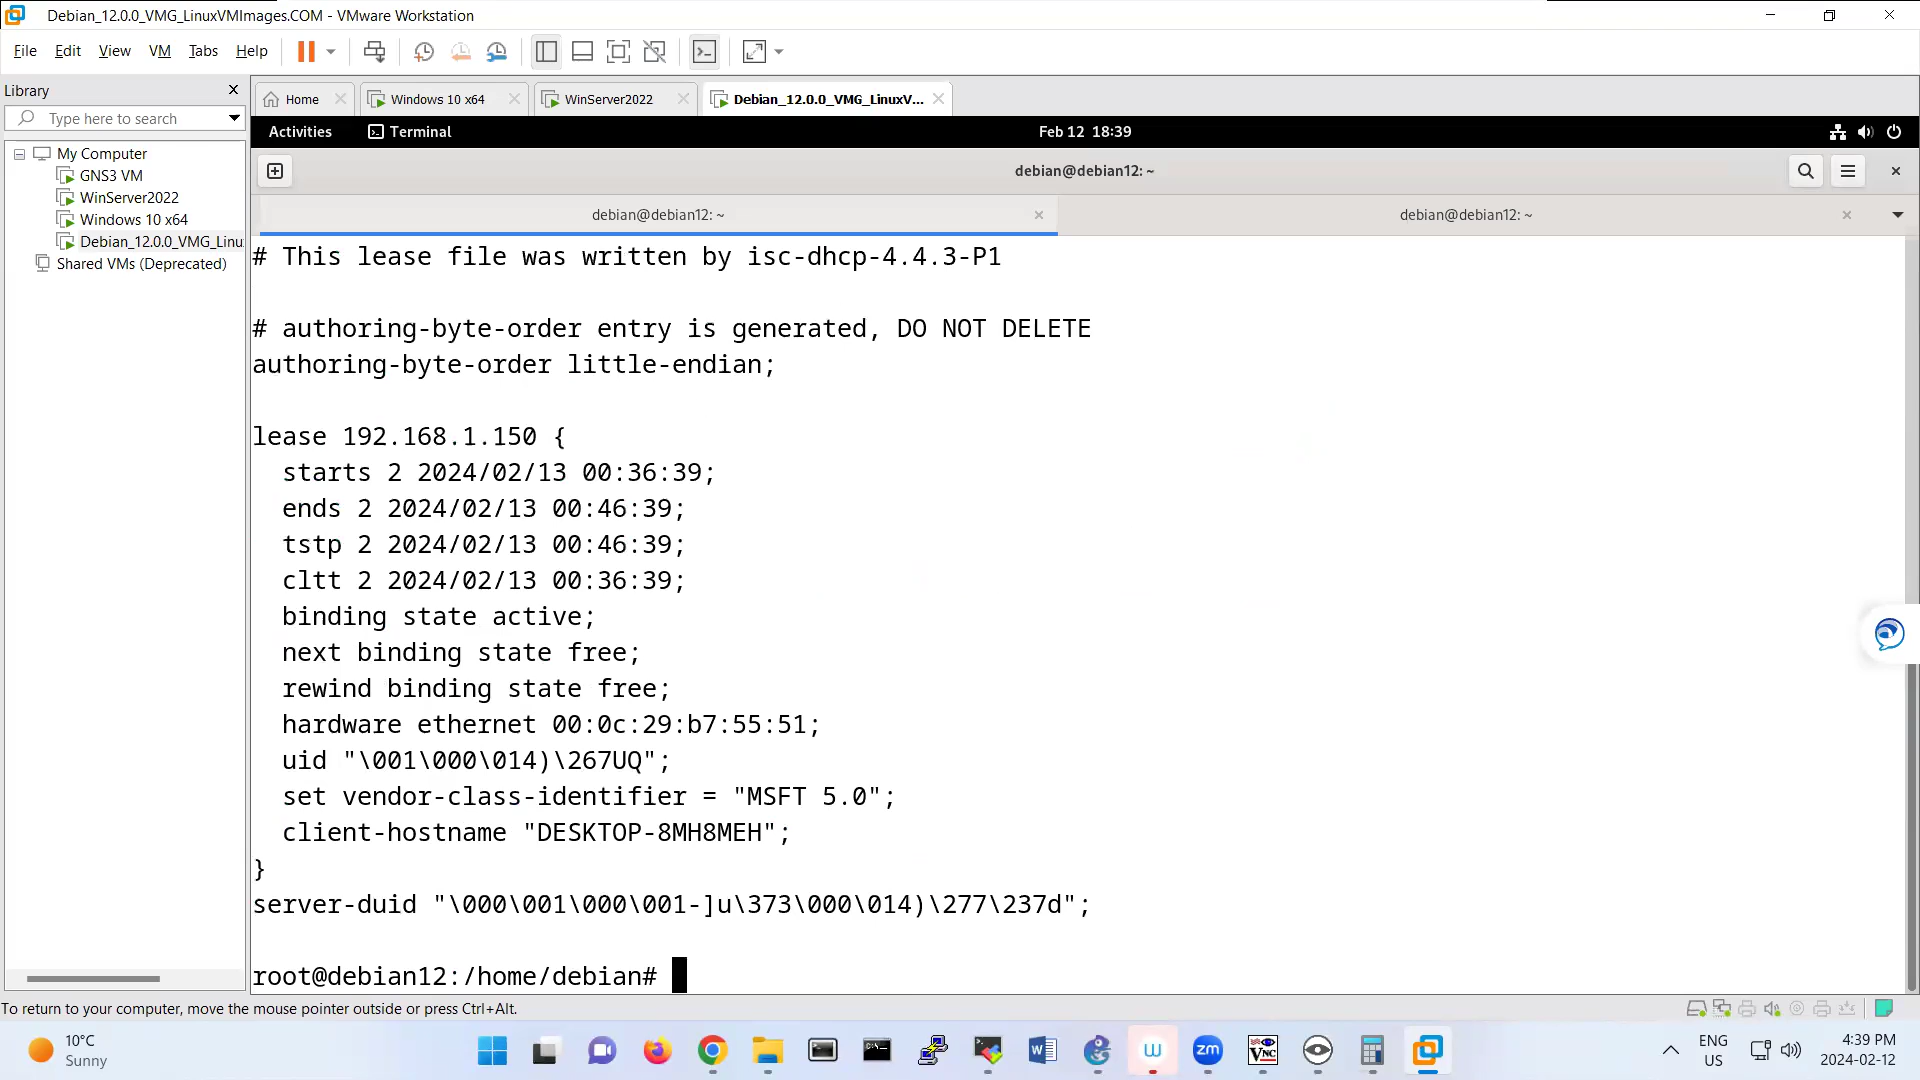 Debian_12.0.0_VMG_LinuxVMImages.COM - VMware Workstation
File Edit View VM Tabs Help
Library
Home
Windows 10 x64
WinServer2022
Debian_12.0.0_VMG_LinuxV...
Type here to search
Activities
Terminal
Feb 12 18:39
My Computer
GNS3 VM
WinServer2022
Windows 10 x64
Debian_12.0.0_VMG_Linu
Shared VMs (Deprecated)
debian@debian12: ~
debian@debian12: ~
debian@debian12: ~
# This lease file was written by isc-dhcp-4.4.3-P1
# authoring-byte-order entry is generated, DO NOT DELETE
authoring-byte-order little-endian;
lease 192.168.1.150 {
  starts 2 2024/02/13 00:36:39;
  ends 2 2024/02/13 00:46:39;
  tstp 2 2024/02/13 00:46:39;
  cltt 2 2024/02/13 00:36:39;
  binding state active;
  next binding state free;
  rewind binding state free;
  hardware ethernet 00:0c:29:b7:55:51;
  uid "\001\000\014)\267UQ";
  set vendor-class-identifier = "MSFT 5.0";
  client-hostname "DESKTOP-8MH8MEH";
}
server-duid "\000\001\000\001-]u\373\000\014)\277\237d";
root@debian12:/home/debian#
To return to your computer, move the mouse pointer outside or press Ctrl+Alt.
10°C
Sunny
W
zm
VNC
ENG
US
4:39 PM
2024-02-12